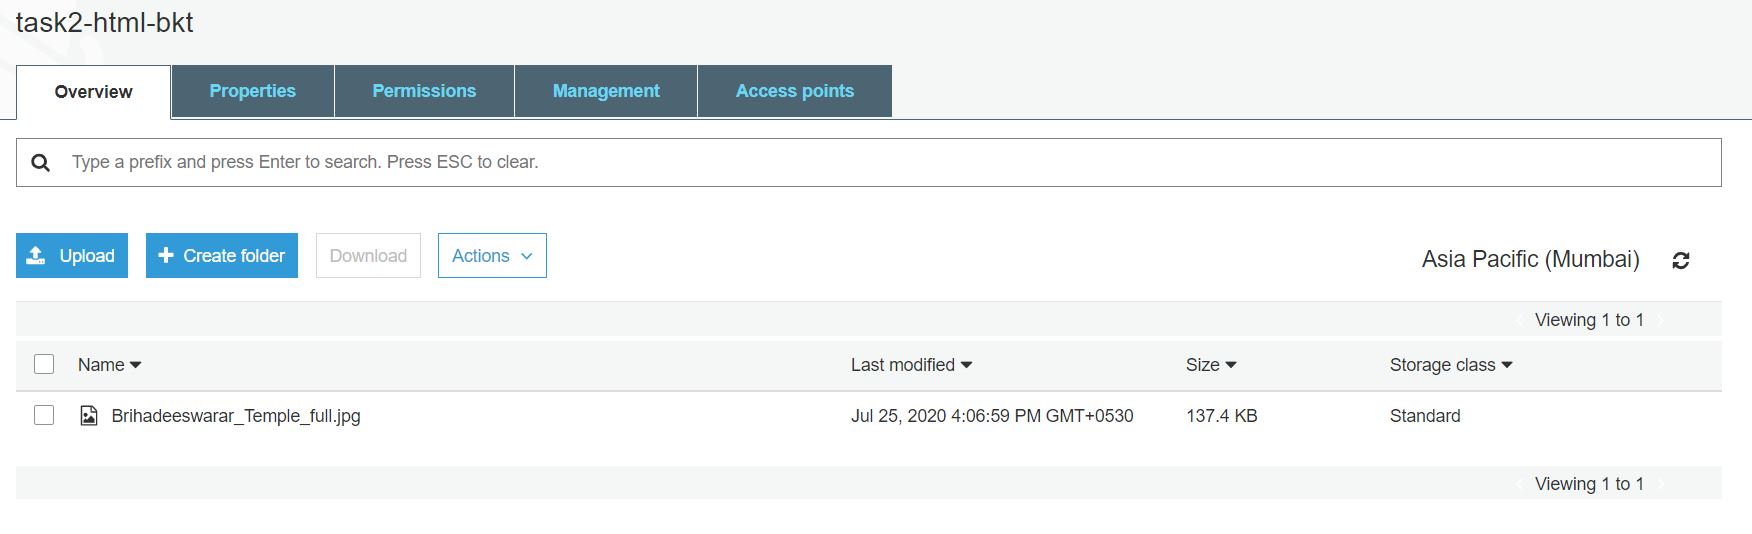 task2-html-bkt
Overview Properties Permissions Management Access points
Type a prefix and press Enter to search. Press ESC to clear.
Upload Create folder Download Actions Asia Pacific (Mumbai)
Viewing 1 to 1
Name Last modified Size Storage class
Brihadeeswarar_Temple_full.jpg Jul 25, 2020 4:06:59 PM GMT+0530 137.4 KB Standard
Viewing 1 to 1